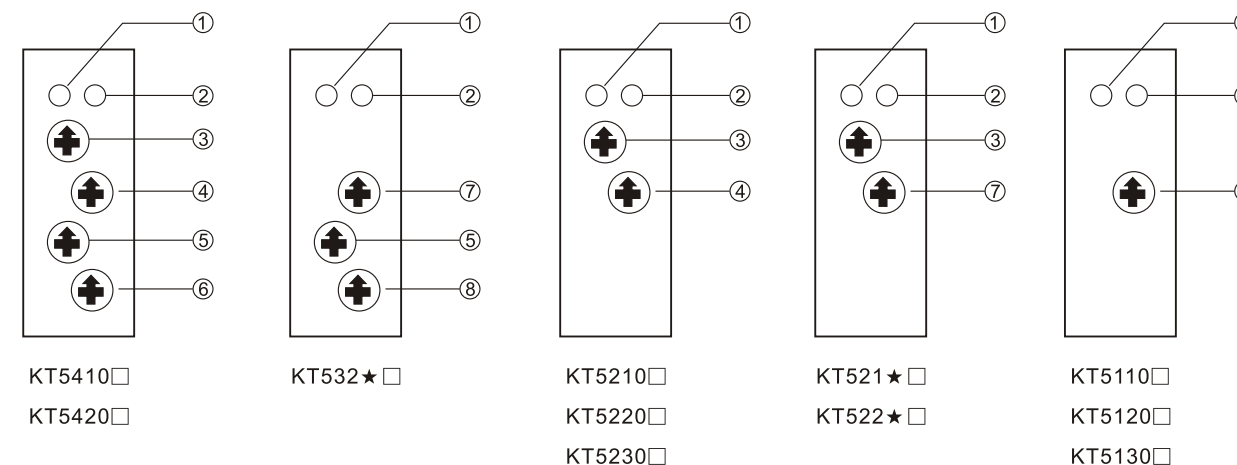 ① ① ① ①
② ② ② ②
③ ③ ③
④ ⑦ ④ ⑦
⑤ ⑤
⑥ ⑧
KT5410□ KT532★□ KT5210□ KT521★□ KT5110□
KT5420□ KT5220□ KT522★□ KT5120□
KT5230□ KT5130□